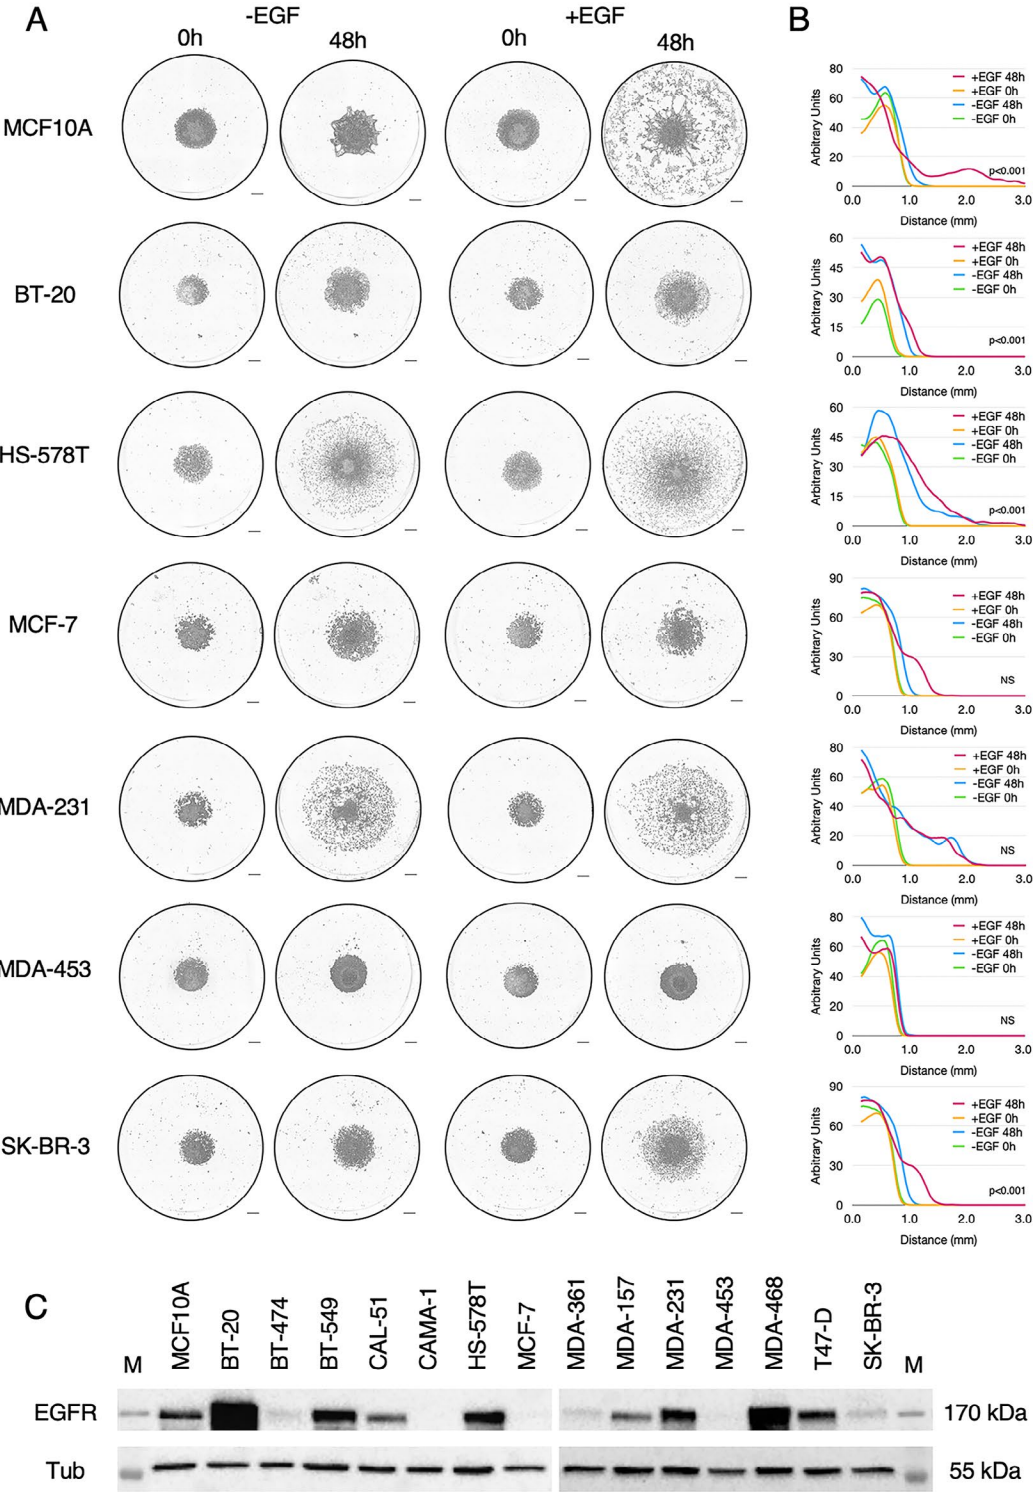 A
-EGF
+EGF
B
0h
48h
0h
48h
MCF10A
80
60
40
20
0
Arbitrary Units
+EGF 48h
+EGF 0h
-EGF 48h
-EGF 0h
p<0.001
0.0 1.0 2.0 3.0
Distance (mm)
BT-20
60
45
30
15
0
Arbitrary Units
+EGF 48h
+EGF 0h
-EGF 48h
-EGF 0h
p<0.001
0.0 1.0 2.0 3.0
Distance (mm)
HS-578T
60
45
30
15
0
Arbitrary Units
+EGF 48h
+EGF 0h
-EGF 48h
-EGF 0h
p<0.001
0.0 1.0 2.0 3.0
Distance (mm)
MCF-7
90
60
30
0
Arbitrary Units
+EGF 48h
+EGF 0h
-EGF 48h
-EGF 0h
NS
0.0 1.0 2.0 3.0
Distance (mm)
MDA-231
80
60
40
20
0
Arbitrary Units
+EGF 48h
+EGF 0h
-EGF 48h
-EGF 0h
NS
0.0 1.0 2.0 3.0
Distance (mm)
MDA-453
80
60
40
20
0
Arbitrary Units
+EGF 48h
+EGF 0h
-EGF 48h
-EGF 0h
NS
0.0 1.0 2.0 3.0
Distance (mm)
SK-BR-3
90
60
30
0
Arbitrary Units
+EGF 48h
+EGF 0h
-EGF 48h
-EGF 0h
p<0.001
0.0 1.0 2.0 3.0
Distance (mm)
C
M
MCF10A
BT-20
BT-474
BT-549
CAL-51
CAMA-1
HS-578T
MCF-7
MDA-361
MDA-157
MDA-231
MDA-453
MDA-468
T47-D
SK-BR-3
M
EGFR
170 kDa
Tub
55 kDa